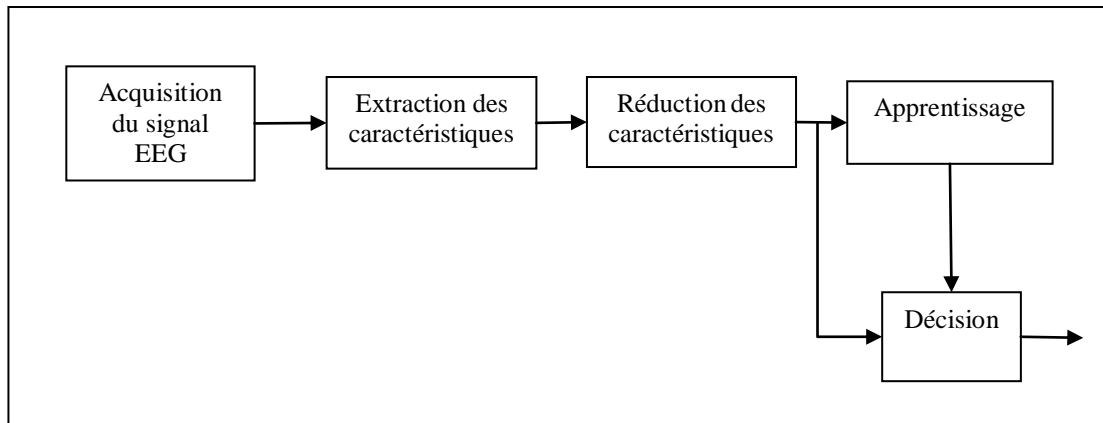 Acquisition
du signal
EEG
Extraction des
caractéristiques
Réduction des
caractéristiques
Apprentissage
Décision